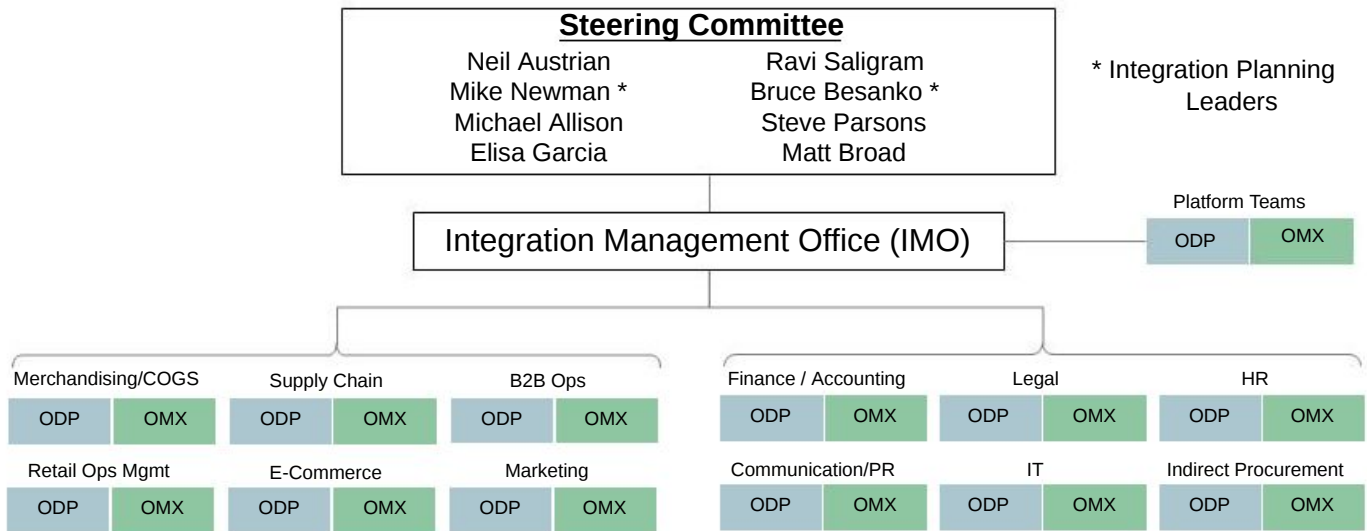 Steering Committee
Neil Austrian Ravi Saligram
Mike Newman * Bruce Besanko *
Michael Allison Steve Parsons
Elisa Garcia Matt Broad
* Integration Planning
Leaders
Platform Teams
ODP OMX
Integration Management Office (IMO)
Merchandising/COGS Supply Chain B2B Ops
ODP OMX ODP OMX ODP OMX
Retail Ops Mgmt E-Commerce Marketing
ODP OMX ODP OMX ODP OMX
Finance / Accounting Legal HR
ODP OMX ODP OMX ODP OMX
Communication/PR IT Indirect Procurement
ODP OMX ODP OMX ODP OMX